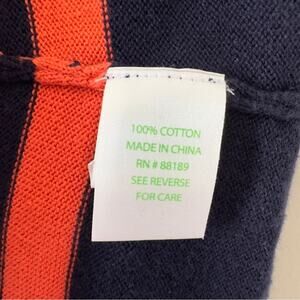 100% COTTON
MADE IN CHINA
RN # 88189
SEE REVERSE
FOR CARE